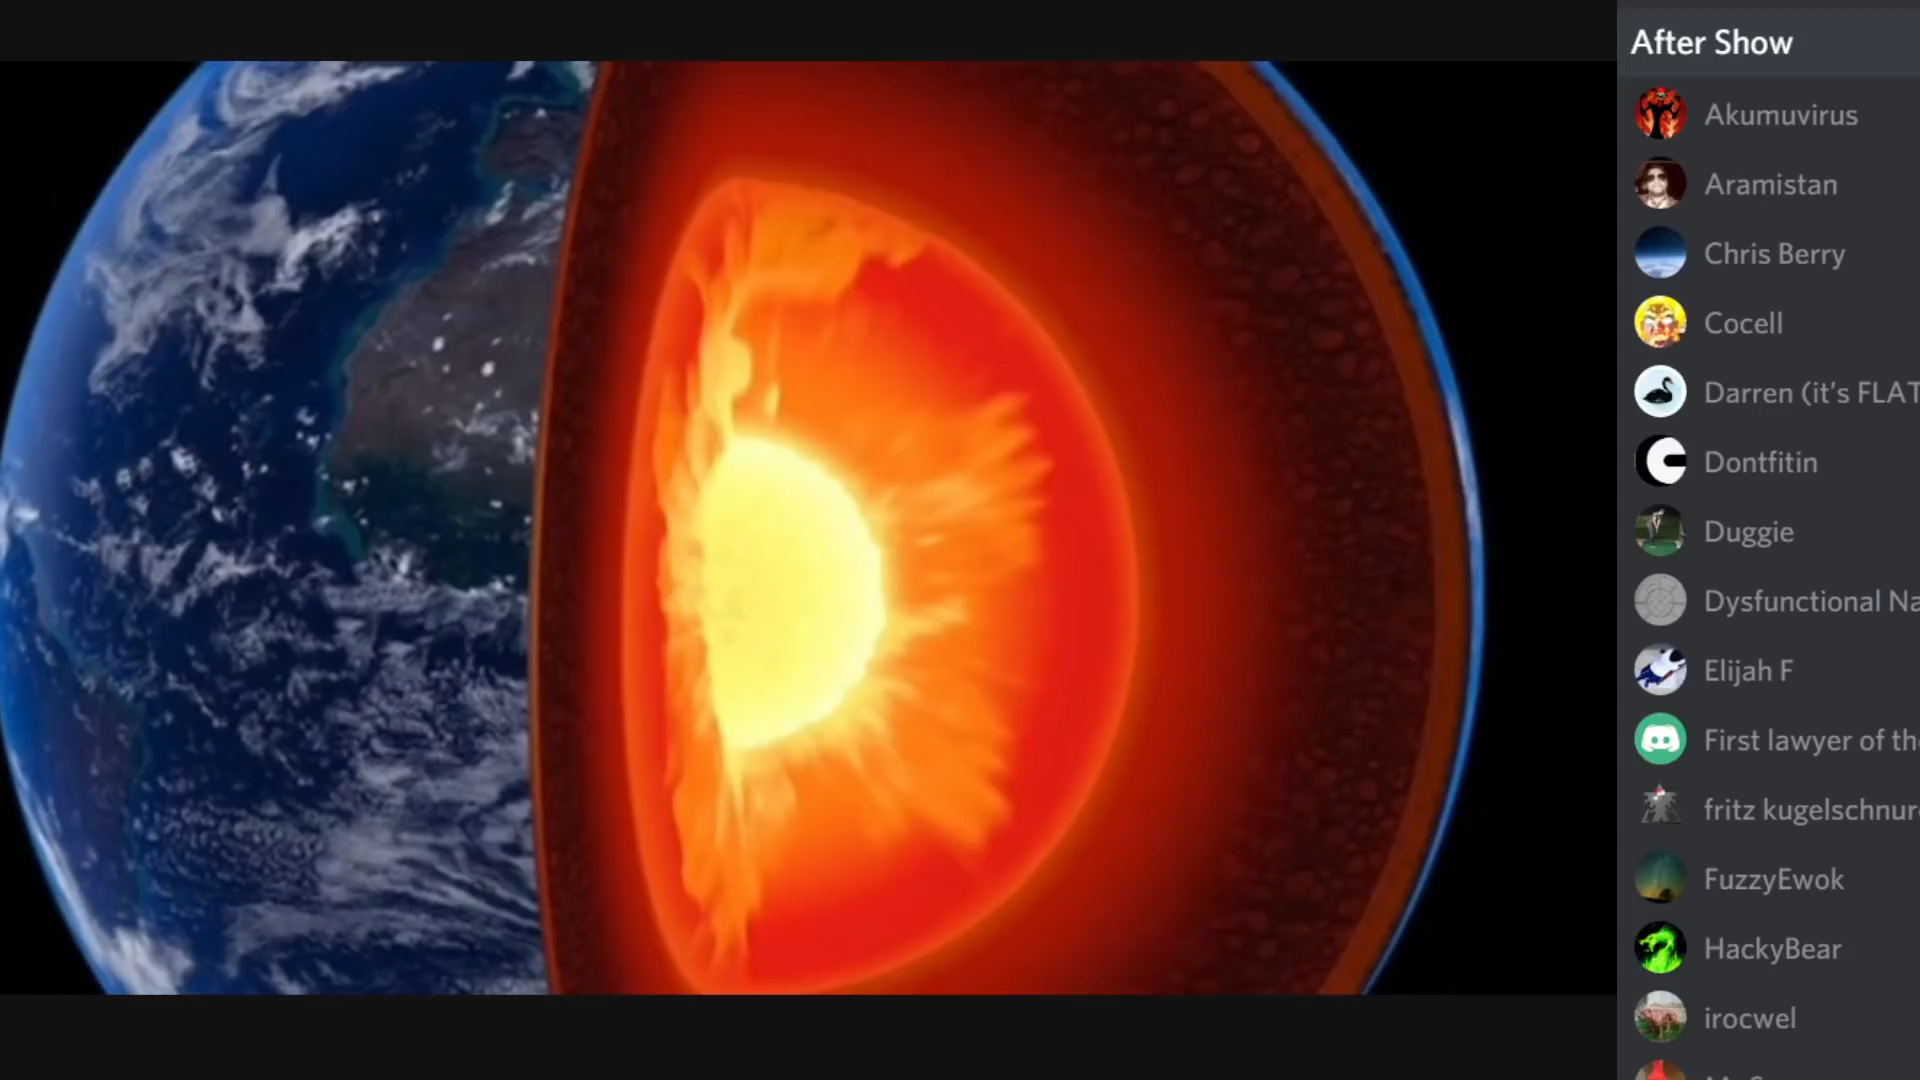 After Show
Akumuvirus
Aramistan
Chris Berry
Cocell
Darren (it's FLAT
Dontfitin
Duggie
Dysfunctional Na
Elijah F
First lawyer of the
fritz kugelschnur
FuzzyEwok
HackyBear
irocwel